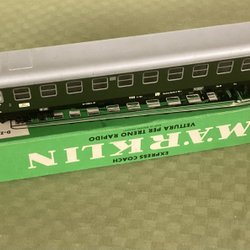 EXPRESS COACH
VETTURA PER TRENO RAPIDO
MÄRKLIN